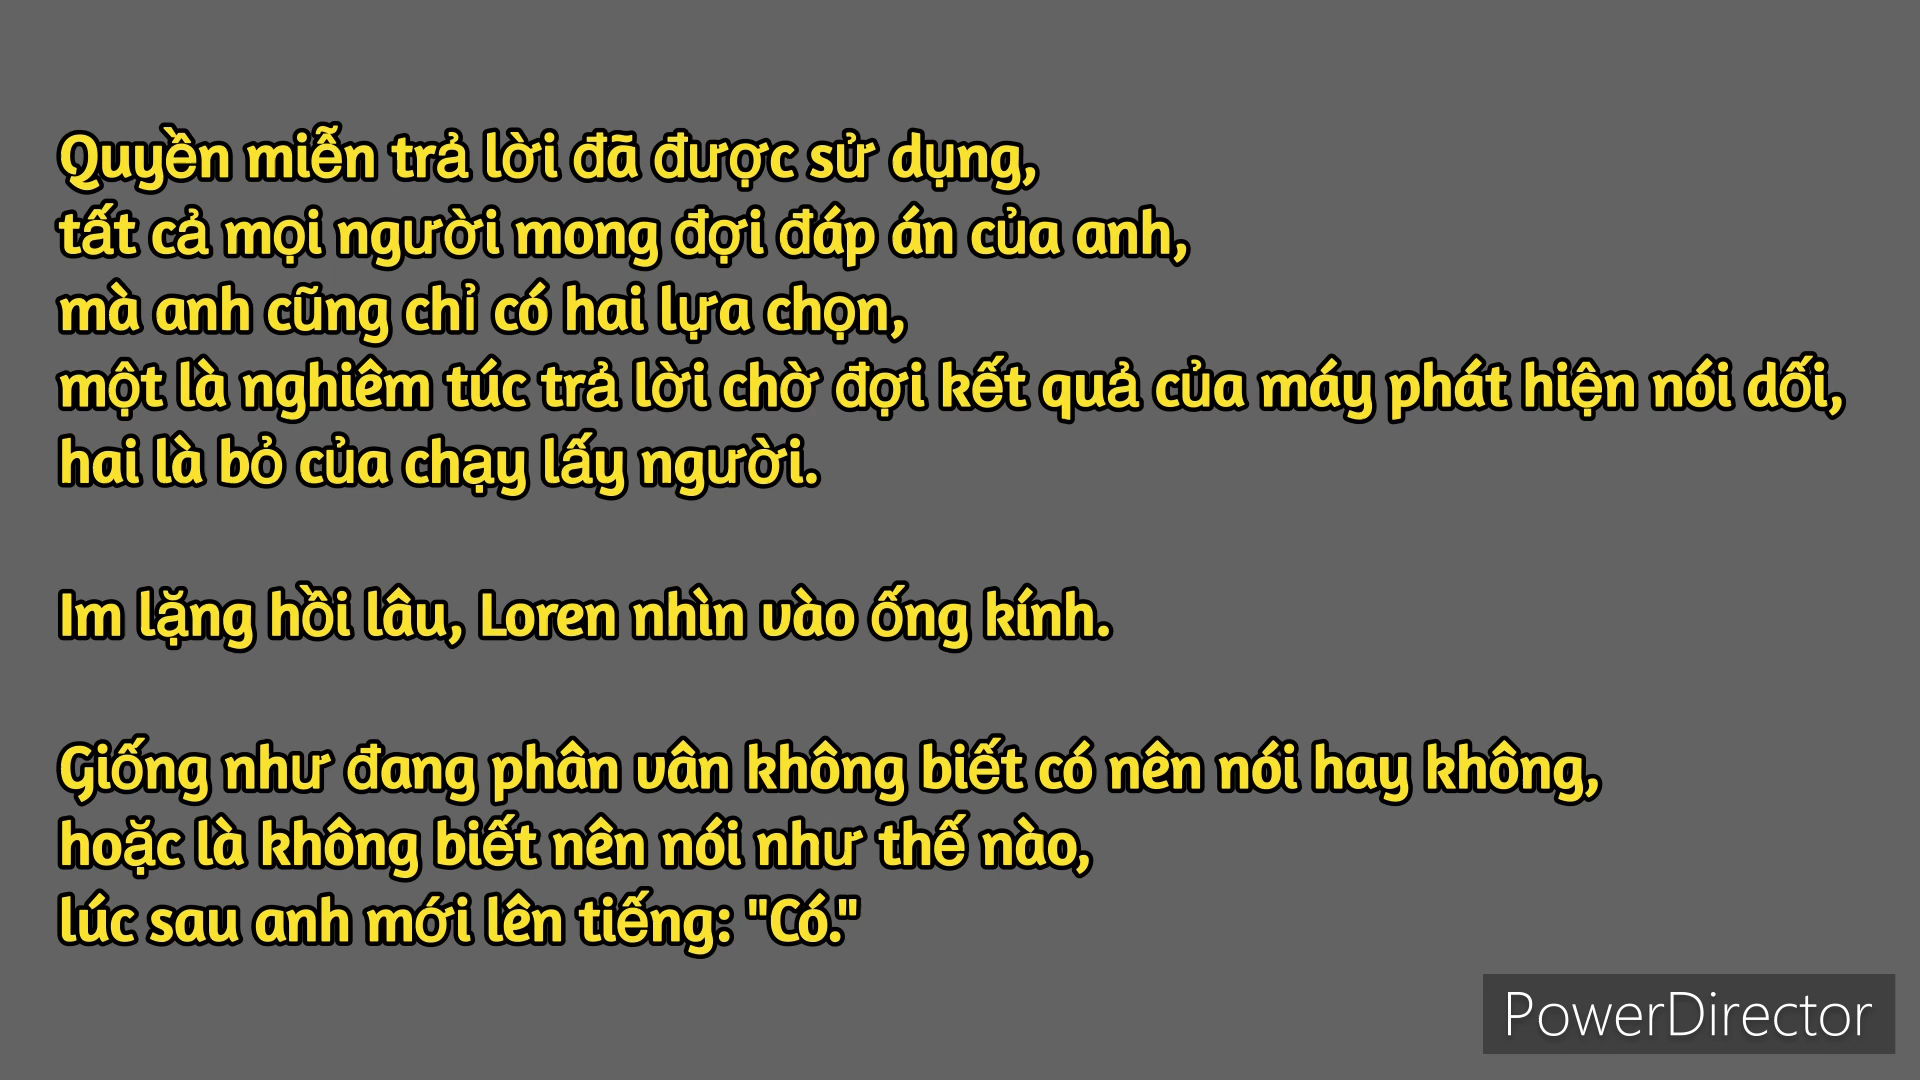 Quyền miễn trả lời đã được sử dụng,
tất cả mọi người mong đợi đáp án của anh,
mà anh cũng chỉ có hai lựa chọn,
một là nghiêm túc trả lời chờ đợi kết quả của máy phát hiện nói dối,
hai là bỏ của chạy lấy người.
Im lặng hồi lâu, Loren nhìn vào ống kính.
Giống như đang phân vân không biết có nên nói hay không,
hoặc là không biết nên nói như thế nào,
lúc sau anh mới lên tiếng: "Có."
PowerDirector